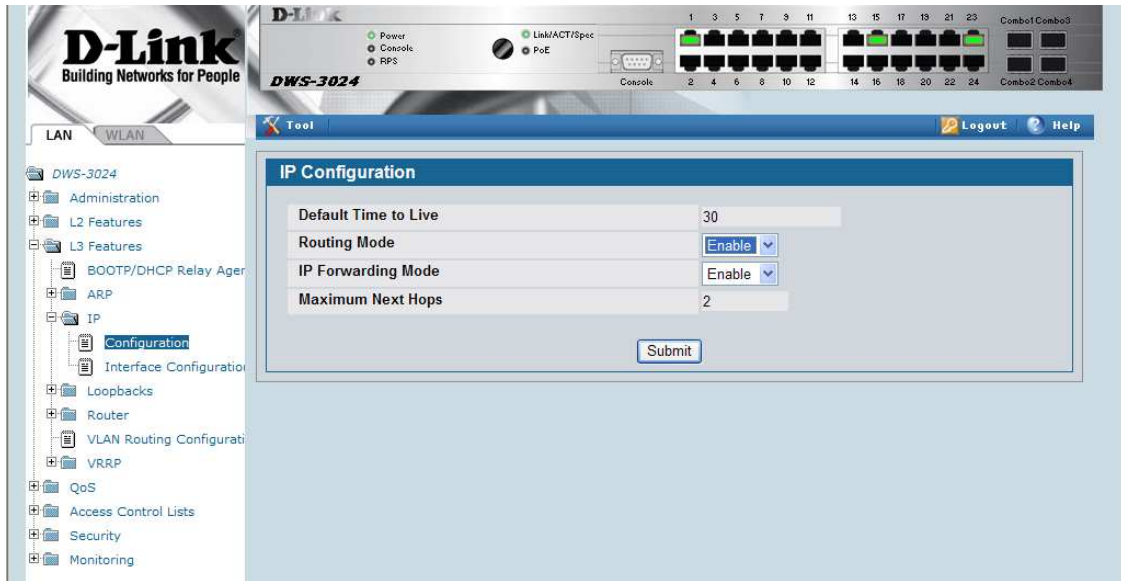 D-Link
Building Networks for People
D-Link
Power
Console
RPS
Link/ACT/Spec
PoE
DWS-3024
Console
1 3 5 7 9 11 13 15 17 19 21 23
Combo1 Combo3
2 4 6 8 10 12 14 16 18 20 22 24
Combo2 Combo4
LAN
WLAN
Tool
Logout
Help
DWS-3024
Administration
L2 Features
L3 Features
BOOTP/DHCP Relay Ager
ARP
IP
Configuration
Interface Configuratio
Loopbacks
Router
VLAN Routing Configurati
VRRP
QoS
Access Control Lists
Security
Monitoring
IP Configuration
Default Time to Live 30
Routing Mode Enable
IP Forwarding Mode Enable
Maximum Next Hops 2
Submit